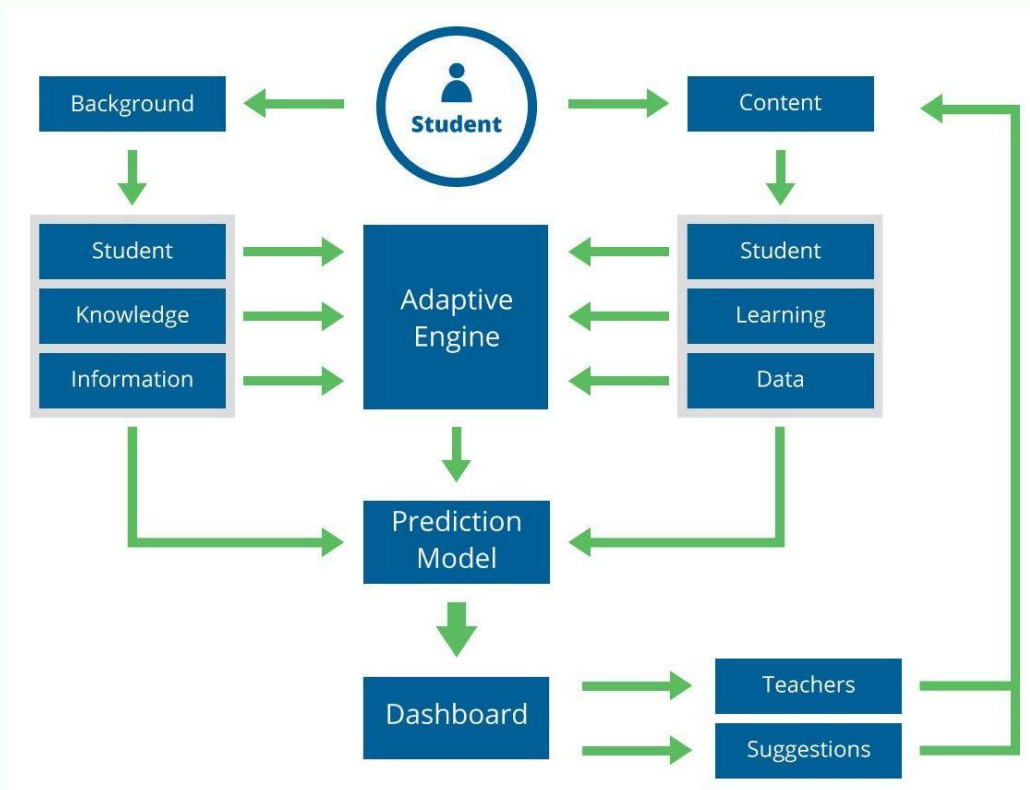 Background
Student
Content
Student
Knowledge
Information
Adaptive
Engine
Student
Learning
Data
Prediction
Model
Dashboard
Teachers
Suggestions